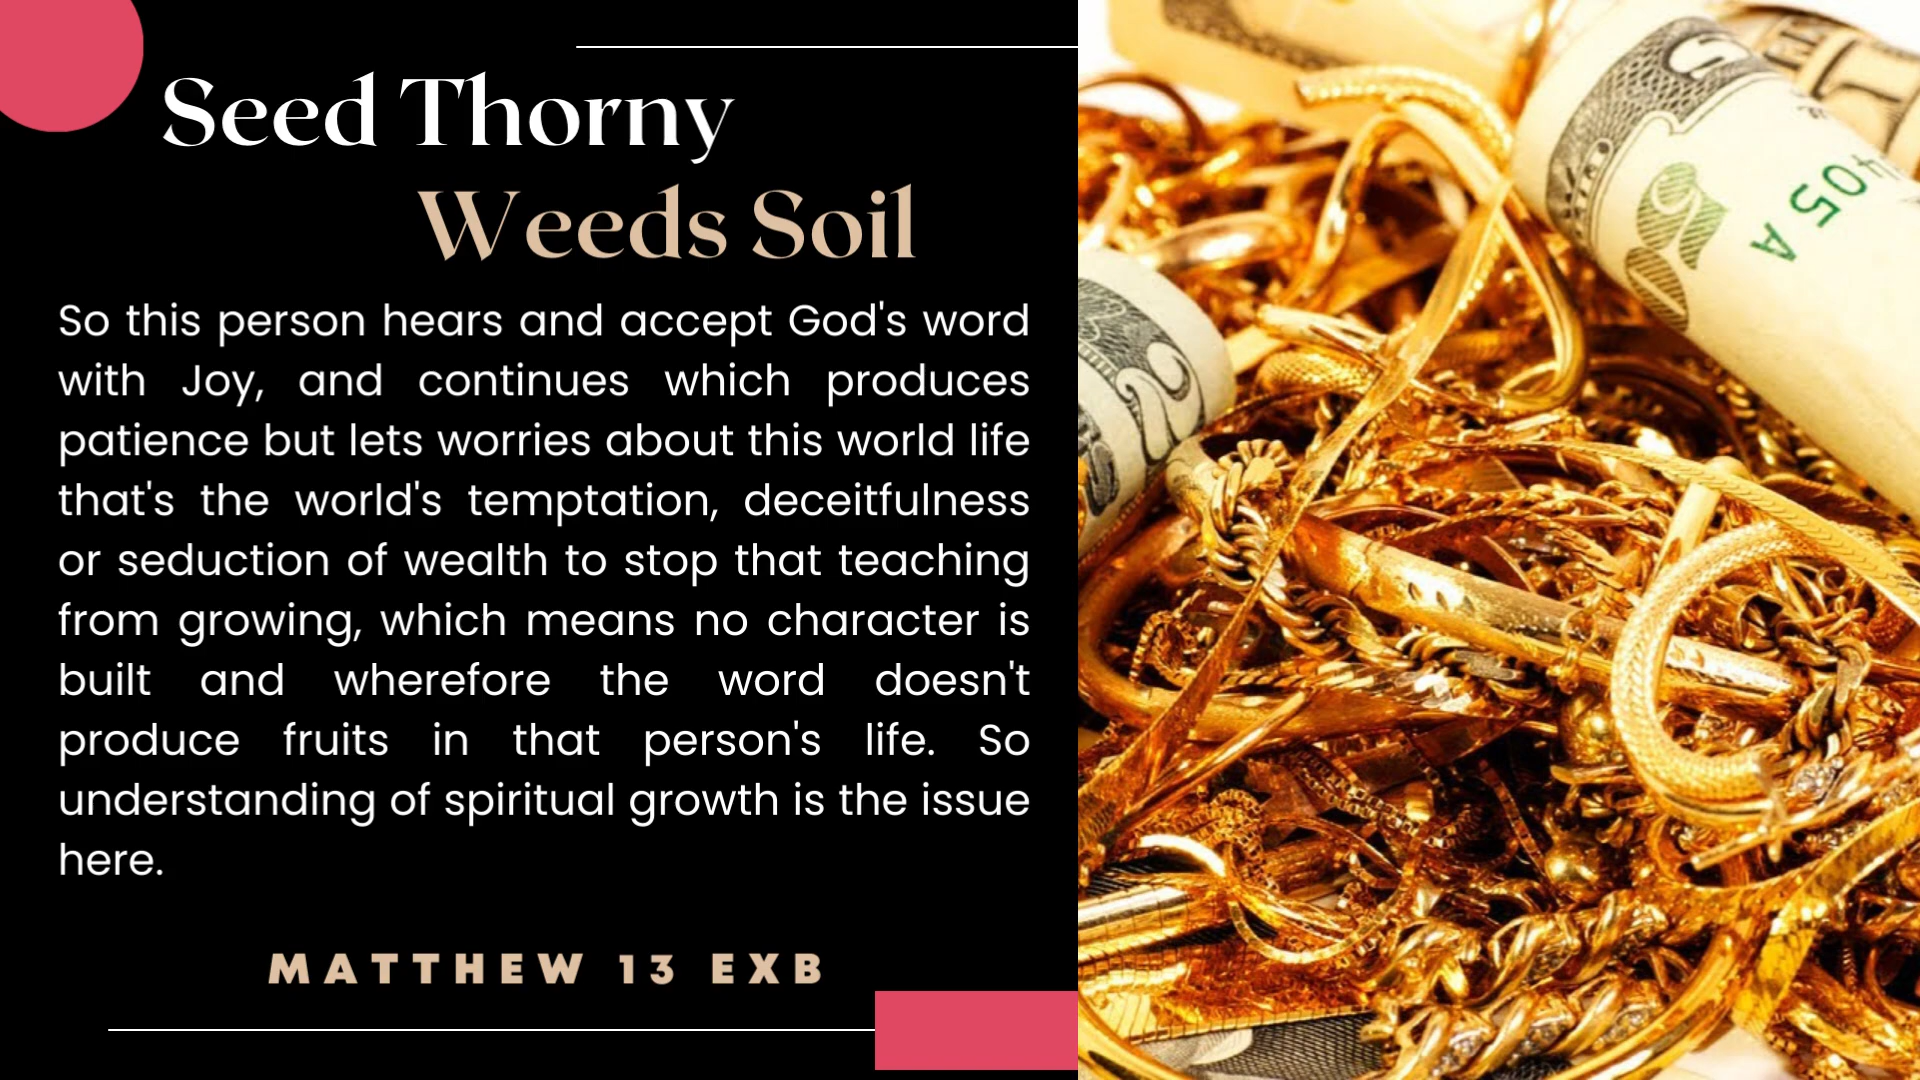 Seed Thorny
Weeds Soil
So this person hears and accept God's word
with Joy, and continues which produces
patience but lets worries about this world life
that's the world's temptation, deceitfulness
or seduction of wealth to stop that teaching
from growing, which means no character is
built and wherefore the word doesn't
produce fruits in that person's life. So
understanding of spiritual growth is the issue
here.
MATTHEW 13 EXB
50
05 A